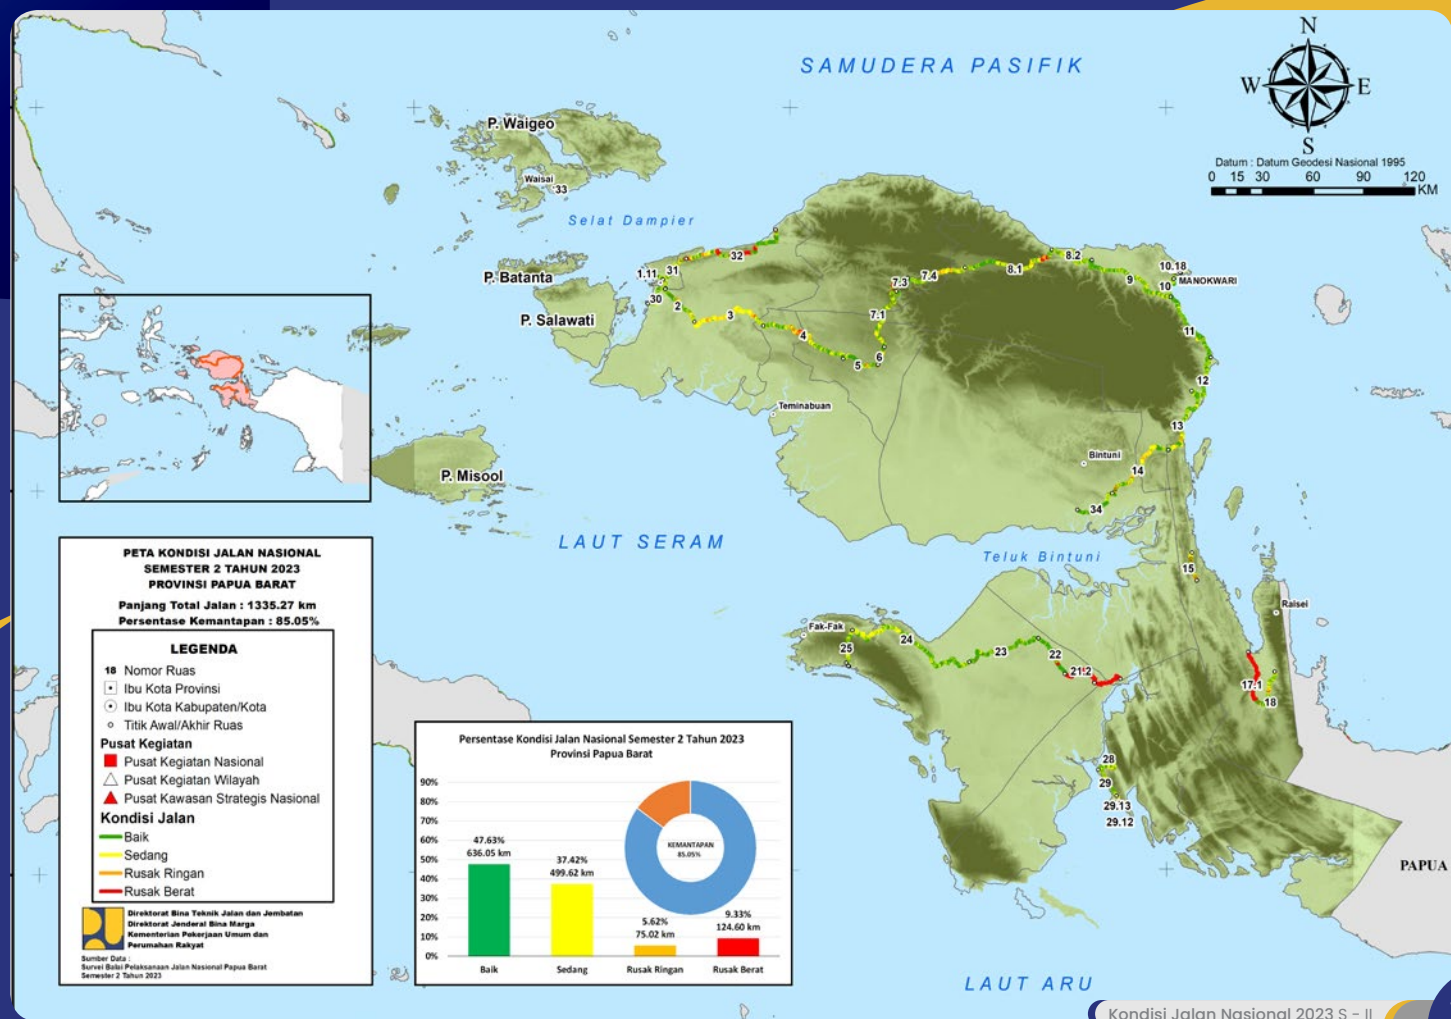 SAMUDERA PASIFIK
N
W E
S
Datum : Datum Geodesi Nasional 1995
0 15 30 60 90 120
KM
P. Waigeo
Waisai
33
Selat Dampier
P. Batanta
P. Salawati
1.11
31
32
30
2
3
4
5
6
7.1
7.3
7.4
8.1
8.2
9
10.18
10
MANOKWARI
11
12
13
14
34
Teminabuan
Bintuni
P. Misool
LAUT SERAM
Teluk Bintuni
15
Raisei
Fak-Fak
25
24
23
22
21.2
17.1
18
28
29
29.13
29.12
PAPUA
LAUT ARU
PETA KONDISI JALAN NASIONAL
SEMESTER 2 TAHUN 2023
PROVINSI PAPUA BARAT
Panjang Total Jalan : 1335.27 km
Persentase Kemantapan : 85.05%
LEGENDA
18 Nomor Ruas
Ibu Kota Provinsi
Ibu Kota Kabupaten/Kota
Titik Awal/Akhir Ruas
Pusat Kegiatan
Pusat Kegiatan Nasional
Pusat Kegiatan Wilayah
Pusat Kawasan Strategis Nasional
Kondisi Jalan
Baik
Sedang
Rusak Ringan
Rusak Berat
Direktorat Bina Teknik Jalan dan Jembatan
Direktorat Jenderal Bina Marga
Kementerian Pekerjaan Umum dan
Perumahan Rakyat
Sumber Data :
Survei Balai Pelaksanaan Jalan Nasional Papua Barat
Semester 2 Tahun 2023
Persentase Kondisi Jalan Nasional Semester 2 Tahun 2023
Provinsi Papua Barat
90%
80%
70%
60%
50%
40%
30%
20%
10%
0%
47.63%
636.05 km
37.42%
499.62 km
5.62%
75.02 km
9.33%
124.60 km
KEMANTAPAN
85.05%
Baik
Sedang
Rusak Ringan
Rusak Berat
Kondisi Jalan Nasional 2023 S - II